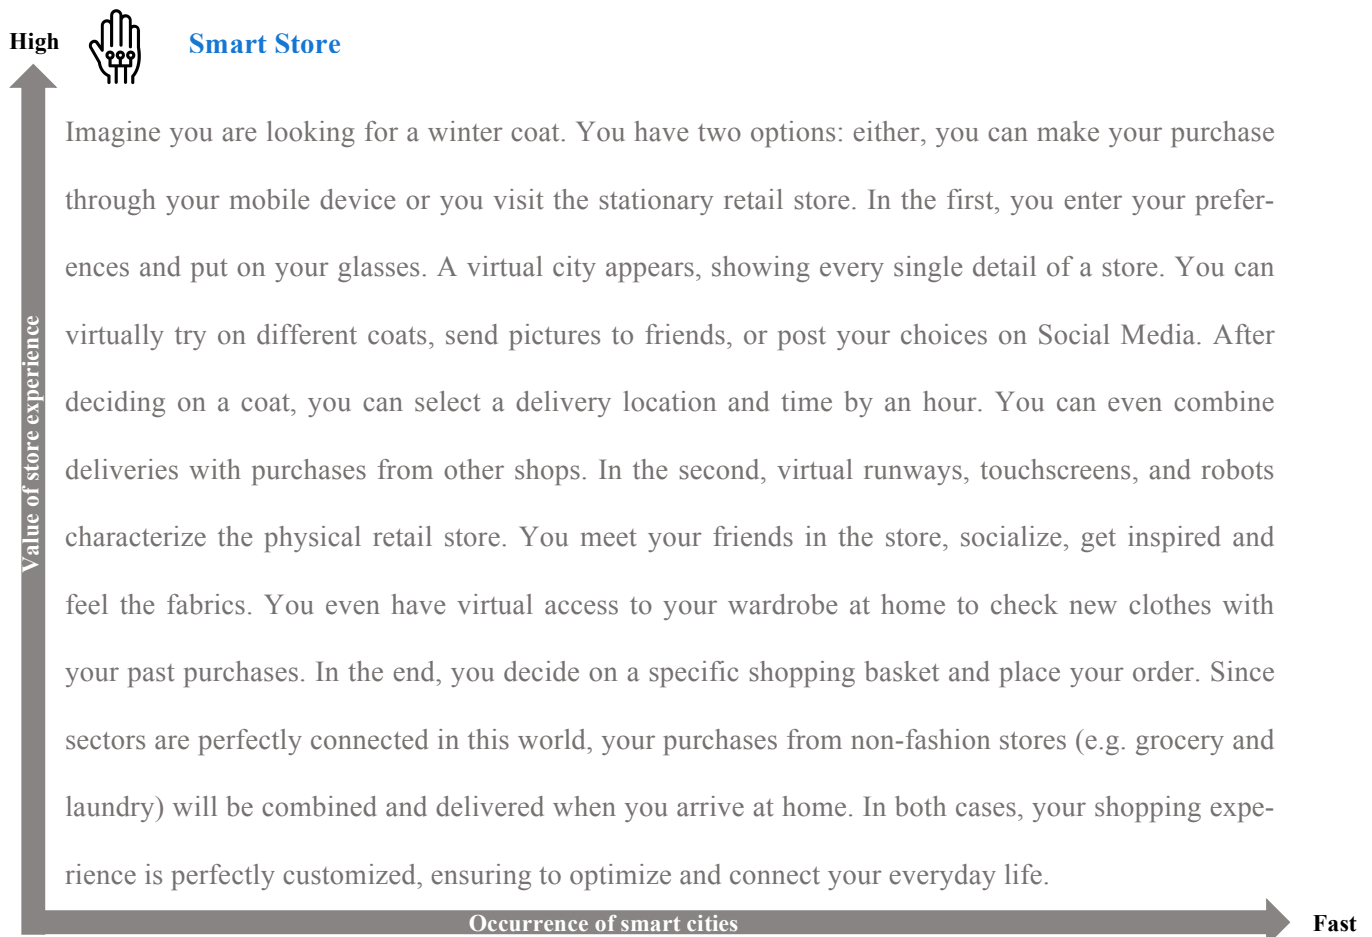 High
Smart Store
Imagine you are looking for a winter coat. You have two options: either, you can make your purchase
through your mobile device or you visit the stationary retail store. In the first, you enter your prefer-
ences and put on your glasses. A virtual city appears, showing every single detail of a store. You can
virtually try on different coats, send pictures to friends, or post your choices on Social Media. After
deciding on a coat, you can select a delivery location and time by an hour. You can even combine
deliveries with purchases from other shops. In the second, virtual runways, touchscreens, and robots
characterize the physical retail store. You meet your friends in the store, socialize, get inspired and
feel the fabrics. You even have virtual access to your wardrobe at home to check new clothes with
your past purchases. In the end, you decide on a specific shopping basket and place your order. Since
sectors are perfectly connected in this world, your purchases from non-fashion stores (e.g. grocery and
laundry) will be combined and delivered when you arrive at home. In both cases, your shopping expe-
rience is perfectly customized, ensuring to optimize and connect your everyday life.
Value of store experience
Occurrence of smart cities
Fast